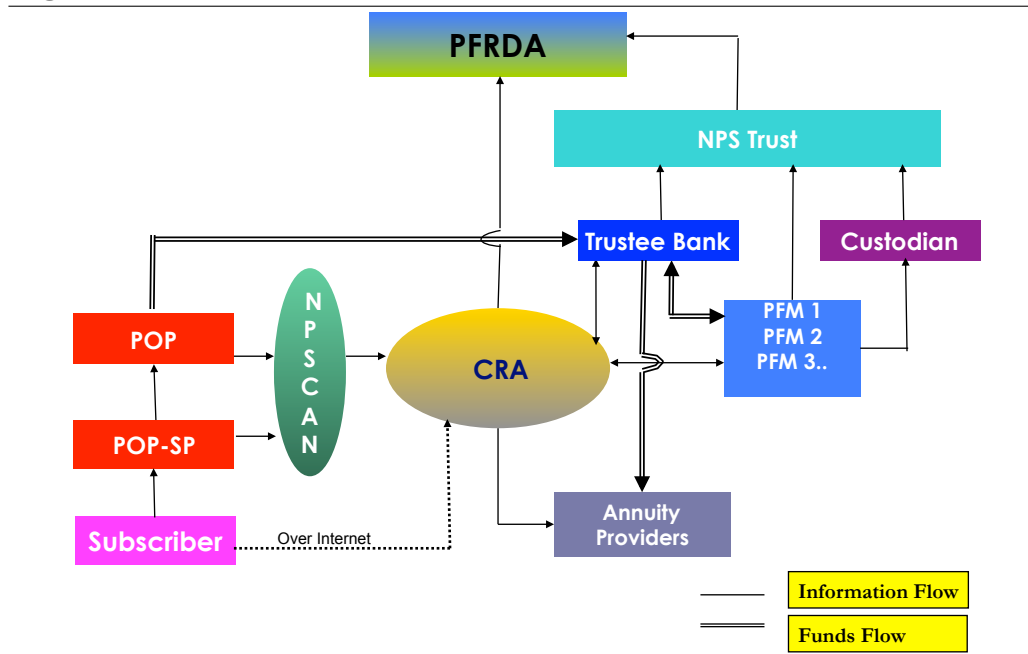 PFRDA
NPS Trust
Trustee Bank
Custodian
N
P
S
C
A
N
PFM 1
PFM 2
PFM 3..
POP
CRA
POP-SP
Annuity
Providers
Subscriber
Over Internet
Information Flow
Funds Flow